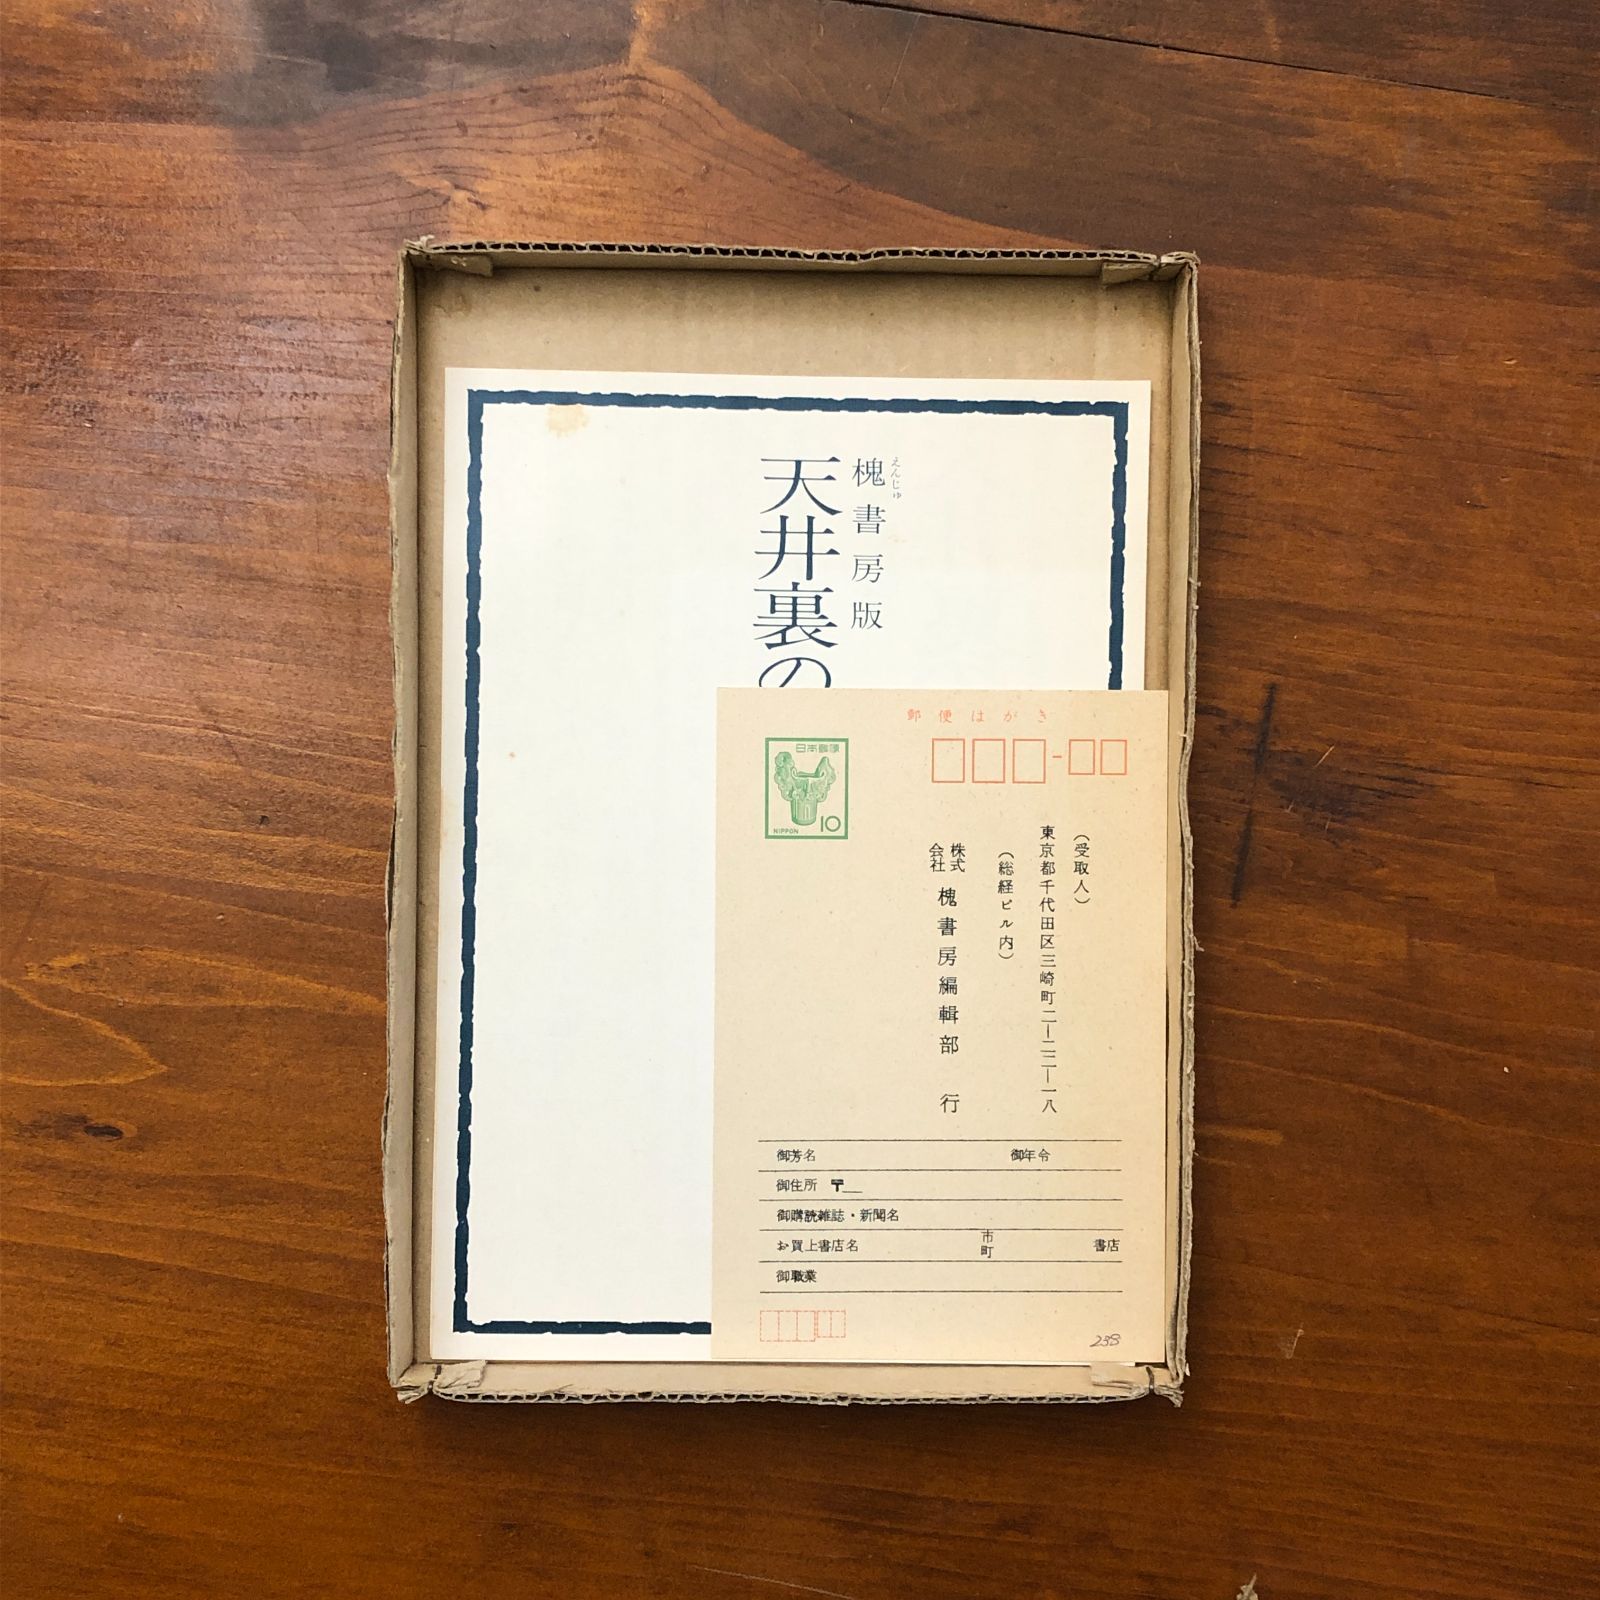 えんじゅ
槐書房版
天井裏の
郵便はがき
日本郵便
NIPPON
10
(受取人)
東京都千代田区三崎町二ー二二ー一八
(総経ビル内)
株式会社
槐書房編輯部 行
御芳名 御年令
御住所 〒
御購読雑誌・新聞名
お買上書店名 市町 書店
御職業
238